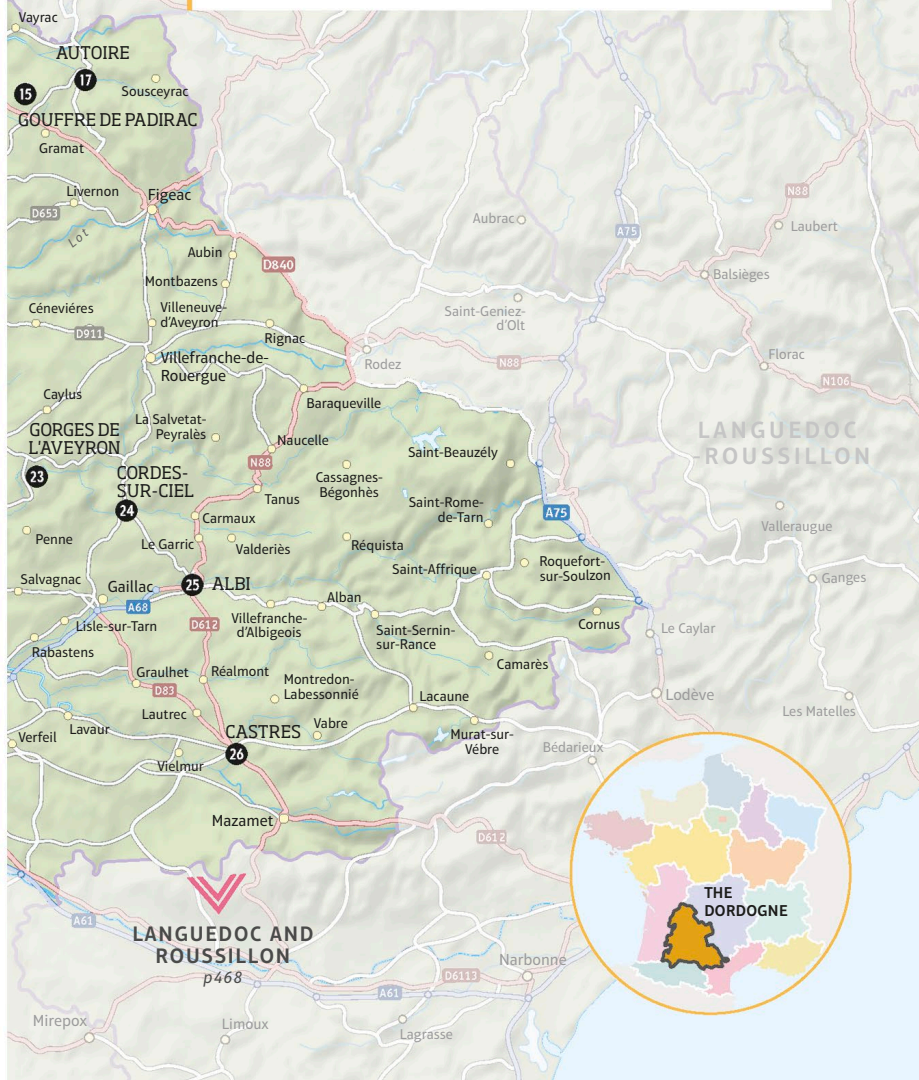 Vayrac
AUTOIRE
17
15
Sousceyrac
GOUFFRE DE PADIRAC
Gramat
Livernon
Figeac
N88
D653
Lot
Aubrac
A75
Laubert
Aubin
D840
Balsièges
Montbazens
Céneviéres
Villeneuve-
d'Aveyron
Saint-Geniez-
d'Olt
D911
Rignac
Villefranche-de-
Rouergue
Rodez
N88
Florac
N106
Caylus
Baraqueville
La Salvetat-
Peyralès
GORGES DE
L'AVEYRON
23
Naucelle
LANGUEDOC
-ROUSSILLON
Saint-Beauzély
N88
CORDES-
SUR-CIEL
24
Cassagnes-
Bégonhès
Tanus
Saint-Rome-
de-Tarn
A75
Carmaux
Valleraugue
Penne
Le Garric
Valderiès
Réquista
Saint-Affrique
Roquefort-
sur-Soulzon
Salvagnac
Gaillac
25
ALBI
Ganges
Alban
A68
Lisle-sur-Tarn
D612
Villefranche-
d'Albigeois
Cornus
Saint-Sernin-
sur-Rance
Le Caylar
Rabastens
Camarès
Graulhet
Réalmont
D83
Montredon-
Labessonnié
Lacaune
Lodève
Les Matelles
Lautrec
Vabre
Lavaur
CASTRES
26
Verfeil
Murat-sur-
Vèbre
Bédarieux
Vielmur
Mazamet
D612
THE
DORDOGNE
A61
LANGUEDOC AND
ROUSSILLON
p468
Narbonne
D6113
A61
Mirepoix
Limoux
Lagrasse